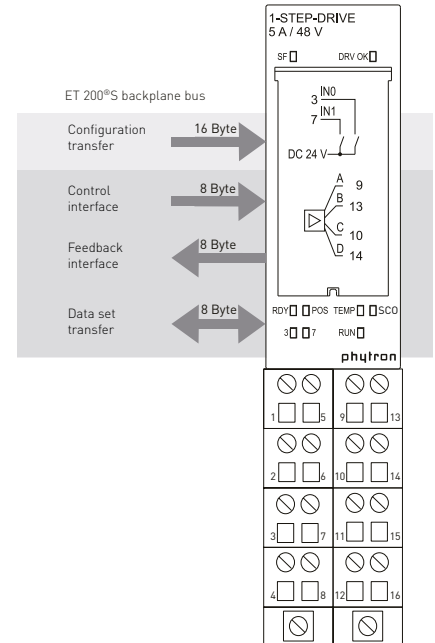 1-STEP-DRIVE
5 A / 48 V
SF DRV OK
ET 200®S backplane bus
IN0
3
IN1
7
Configuration
transfer
16 Byte
DC 24 V
Control
interface
8 Byte
A 9
B 13
C 10
D 14
Feedback
interface
8 Byte
Data set
transfer
8 Byte
RDY POS TEMP SCO
3 7 RUN
phytron
1 5 9 13
2 6 10 14
3 7 11 15
4 8 12 16